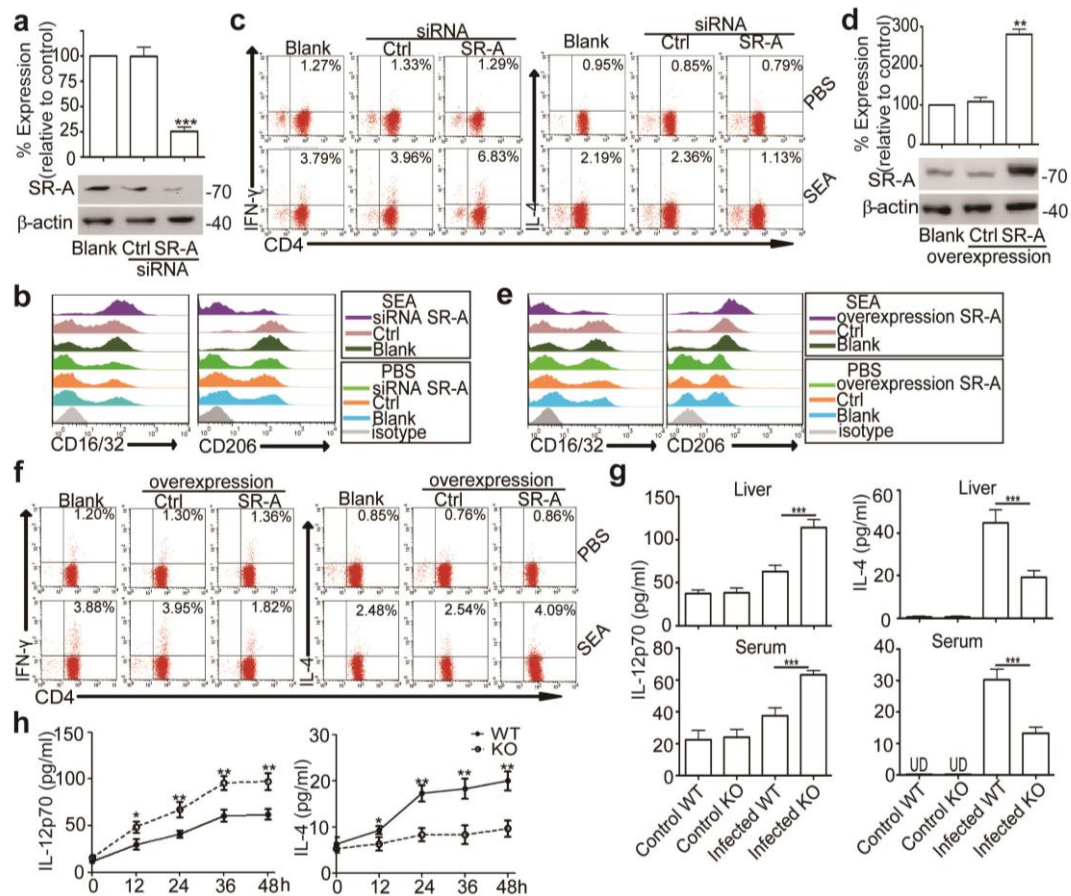 a
% Expression
(relative to control)
100
75
50
25
0
***
SR-A
-70
β-actin
-40
Blank Ctrl SR-A
siRNA
c
siRNA
siRNA
Blank Ctrl SR-A
Blank Ctrl SR-A
1.27% 1.33% 1.29%
0.95% 0.85% 0.79%
PBS
3.79% 3.96% 6.83%
2.19% 2.36% 1.13%
SEA
IFN-γ
IL-4
CD4
d
% Expression
(relative to control)
300
200
100
0
**
SR-A
-70
β-actin
-40
Blank Ctrl SR-A
overexpression
b
SEA
siRNA SR-A
Ctrl
Blank
PBS
siRNA SR-A
Ctrl
Blank
isotype
CD16/32
CD206
e
SEA
overexpression SR-A
Ctrl
Blank
PBS
overexpression SR-A
Ctrl
Blank
isotype
CD16/32
CD206
f
overexpression
overexpression
Blank Ctrl SR-A
Blank Ctrl SR-A
1.20% 1.30% 1.36%
0.85% 0.76% 0.86%
PBS
3.88% 3.95% 1.82%
2.48% 2.54% 4.09%
SEA
IFN-γ
IL-4
CD4
g
Liver
150
100
50
0
***
Liver
IL-4 (pg/ml)
60
40
20
0
***
IL-12p70 (pg/ml)
Serum
80
60
40
20
0
***
Serum
40
30
20
10
0
UD UD
***
Control WT
Control KO
Infected WT
Infected KO
Control WT
Control KO
Infected WT
Infected KO
h
IL-12p70 (pg/ml)
150
100
50
0
* ** ** **
0 12 24 36 48h
IL-4 (pg/ml)
30
20
10
0
* ** ** **
WT
KO
0 12 24 36 48h